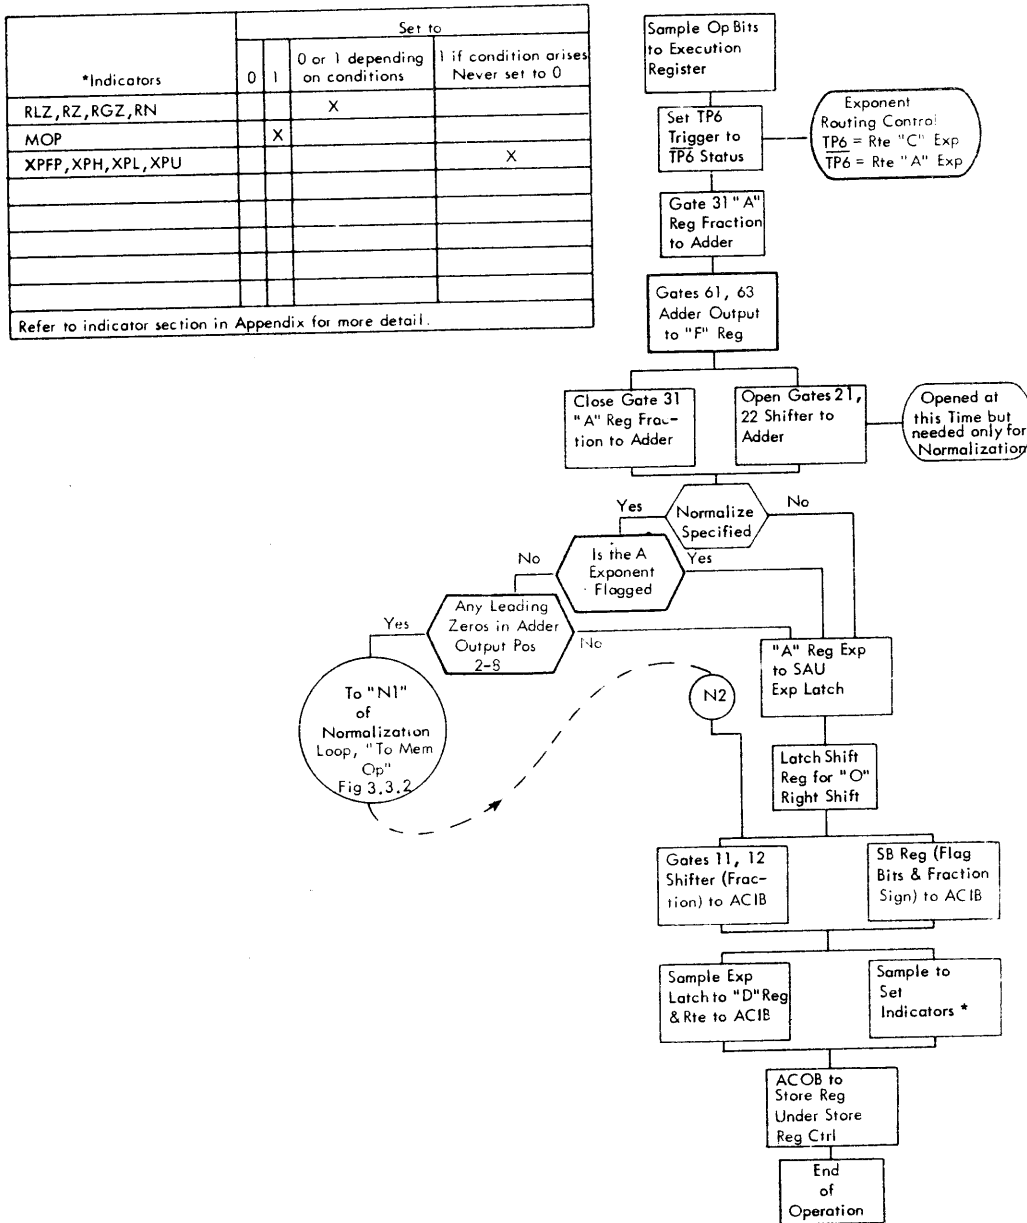 Set to
*Indicators
0
1
0 or 1 depending
on conditions
1 if condition arises
Never set to 0
RLZ,RZ,RGZ,RN
X
MOP
X
XPFP,XPH,XPL,XPU
X
Refer to indicator section in Appendix for more detail.
Sample Op Bits
to Execution
Register
Set TP6
Trigger to
T̅P̅6̅ Status
Exponent
Routing Control
TP6 = Rte "C" Exp
T̅P̅6̅ = Rte "A" Exp
Gate 31 "A"
Reg Fraction
to Adder
Gates 61, 63
Adder Output
to "F" Reg
Close Gate 31
"A" Reg Frac-
tion to Adder
Open Gates 21,
22 Shifter to
Adder
Opened at
this Time but
needed only for
Normalization
Yes
Normalize
Specified
No
No
Is the A
Exponent
Flagged
Yes
Yes
Any Leading
Zeros in Adder
Output Pos
2-8
No
"A" Reg Exp
to SAU
Exp Latch
To "N1"
of
Normalization
Loop, "To Mem
Op"
Fig 3.3.2
N2
Latch Shift
Reg for "O"
Right Shift
Gates 11, 12
Shifter (Frac-
tion) to ACIB
SB Reg (Flag
Bits & Fraction
Sign) to ACIB
Sample Exp
Latch to "D"Reg
& Rte to ACIB
Sample to
Set
Indicators *
ACOB to
Store Reg
Under Store
Reg Ctrl
End
of
Operation